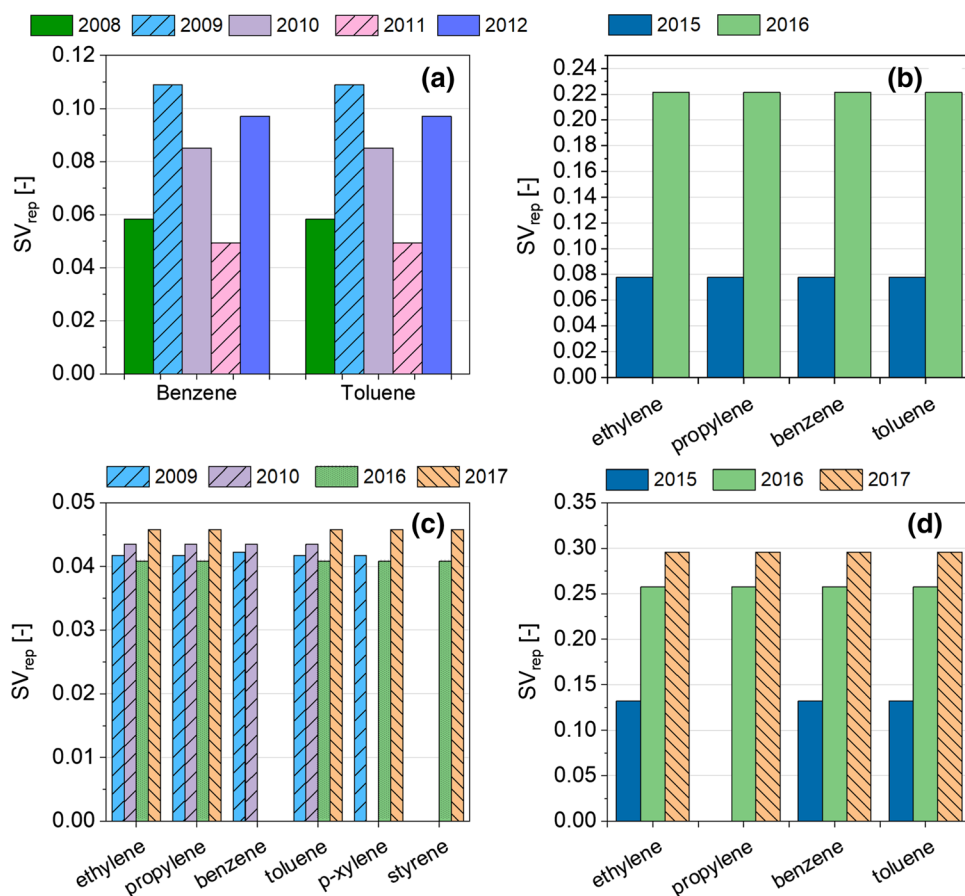 2008 2009 2010 2011 2012
(a)
0.12
0.10
0.08
0.06
0.04
0.02
0.00
SVrep [-]
Benzene Toluene
2015 2016
(b)
0.24
0.22
0.20
0.18
0.16
0.14
0.12
0.10
0.08
0.06
0.04
0.02
0.00
SVrep [-]
ethylene propylene benzene toluene
2009 2010 2016 2017
(c)
0.05
0.04
0.03
0.02
0.01
0.00
SVrep [-]
ethylene propylene benzene toluene p-xylene styrene
2015 2016 2017
(d)
0.35
0.30
0.25
0.20
0.15
0.10
0.05
0.00
SVrep [-]
ethylene propylene benzene toluene